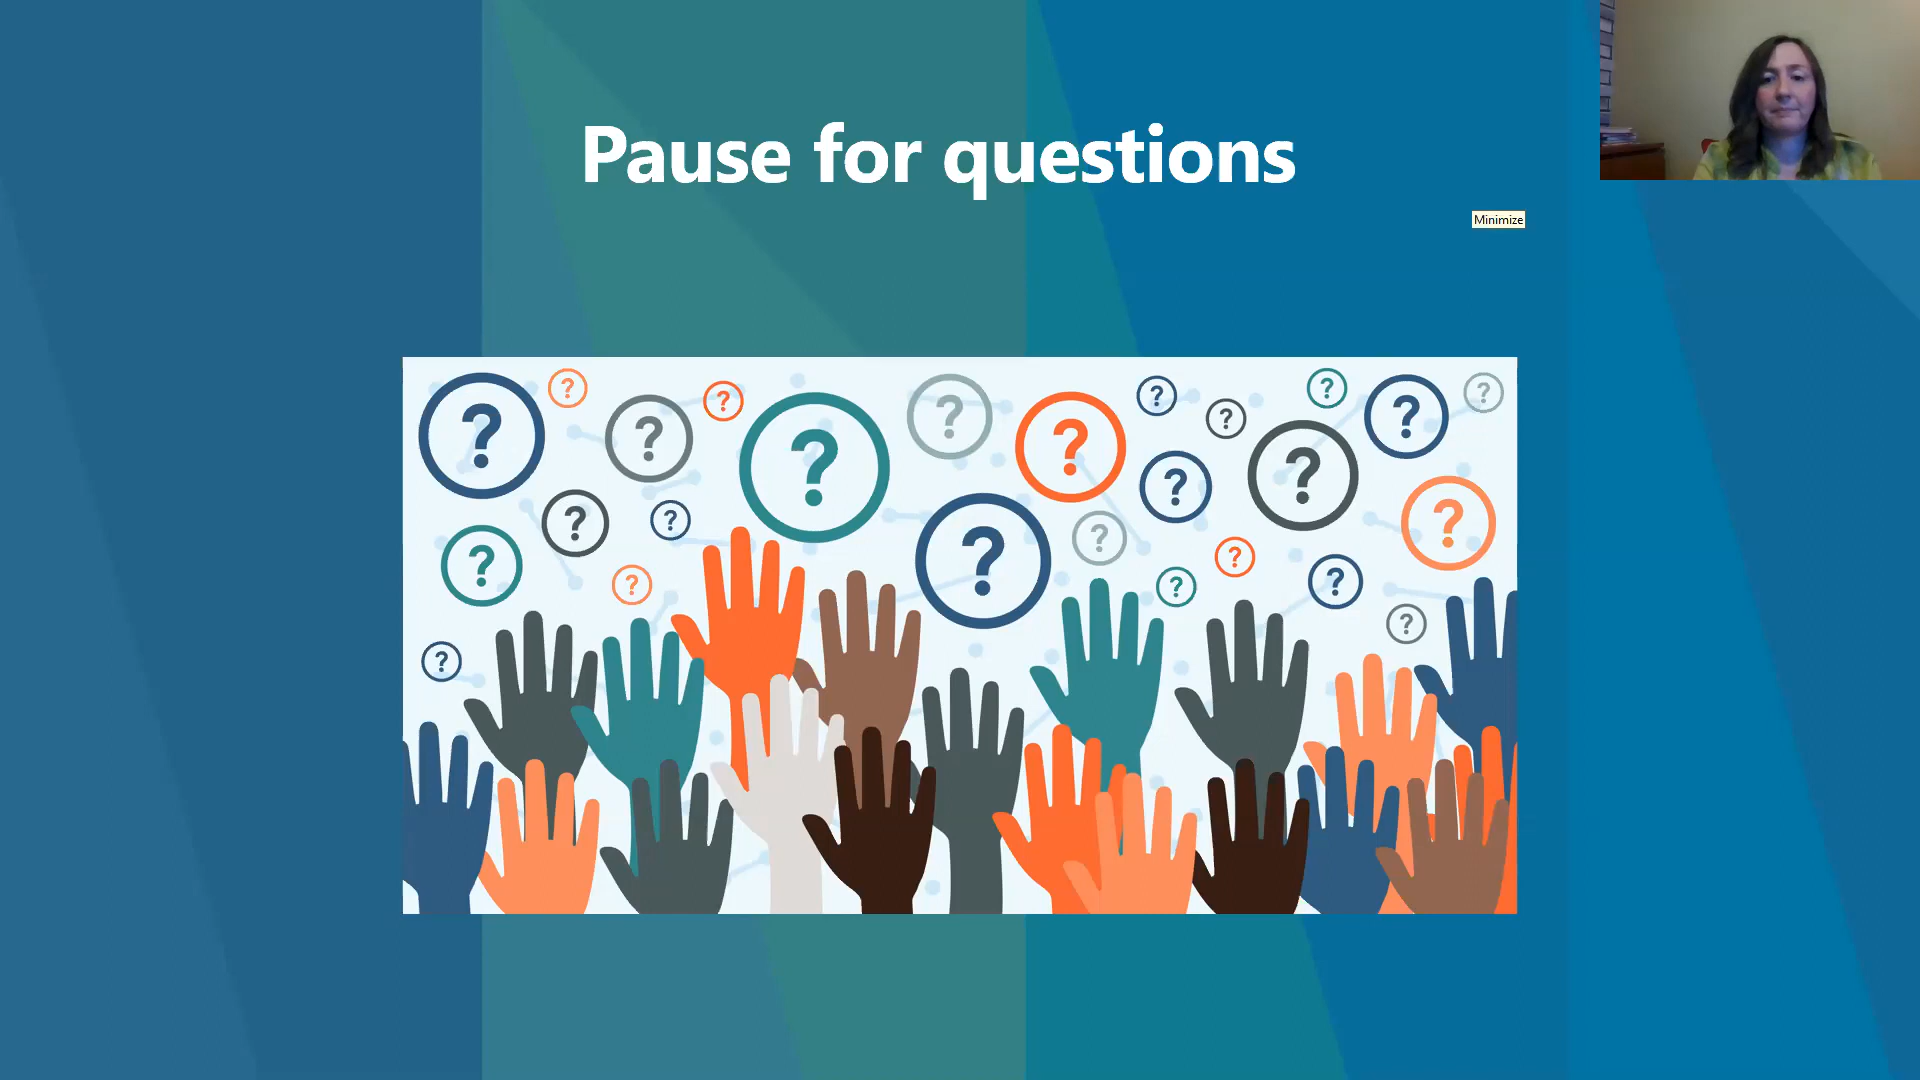 Pause for questions
Minimize
? ? ? ? ? ? ? ? ? ?
? ? ? ? ? ?
? ? ? ? ? ? ?
? ? ? ?
?